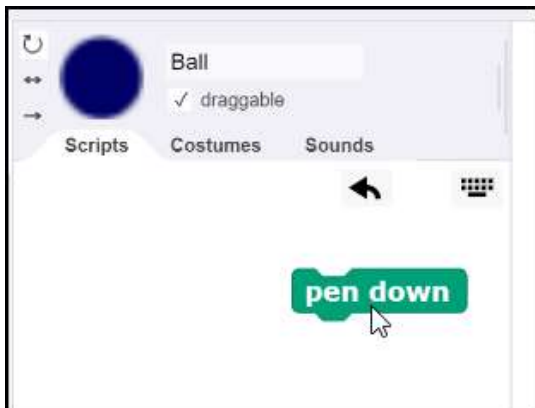 Ball
✓ draggable
Scripts Costumes Sounds
pen down